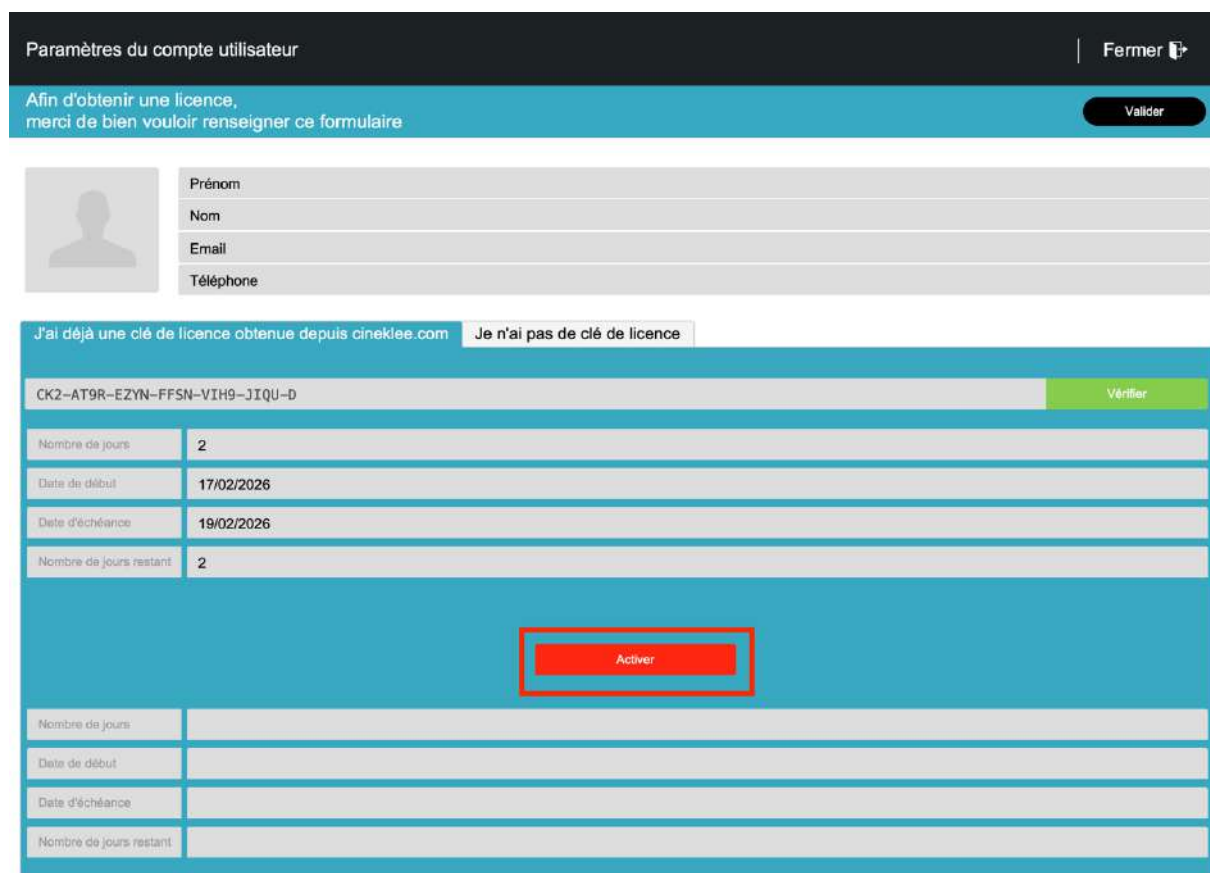 Paramètres du compte utilisateur
Fermer
Afin d'obtenir une licence,
merci de bien vouloir renseigner ce formulaire
Valider
Prénom
Nom
Email
Téléphone
J'ai déjà une clé de licence obtenue depuis cineklee.com
Je n'ai pas de clé de licence
CK2-AT9R-EZYN-FFSN-VIH9-JIQU-D
Vérifier
Nombre de jours
2
Date de début
17/02/2026
Date d'échéance
19/02/2026
Nombre de jours restant
2
Activer
Nombre de jours
Date de début
Date d'échéance
Nombre de jours restant